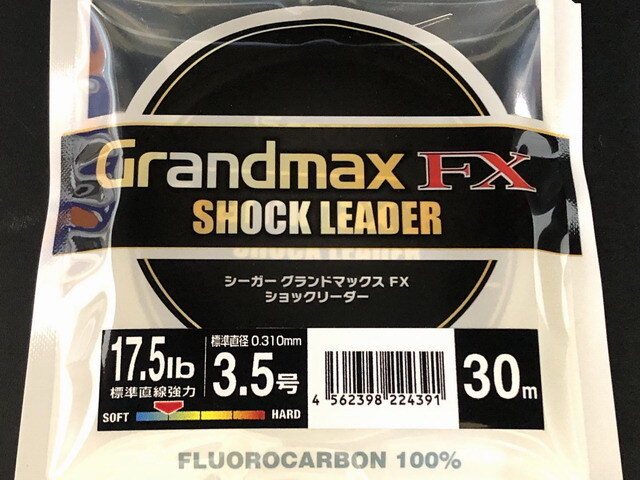 Grandmax FX
SHOCK LEADER
シーガー グランドマックス FX
ショックリーダー
17.5lb
標準直線強力
標準直径 0.310mm
3.5号
SOFT HARD
4 562398 224391
30m
FLUOROCARBON 100%